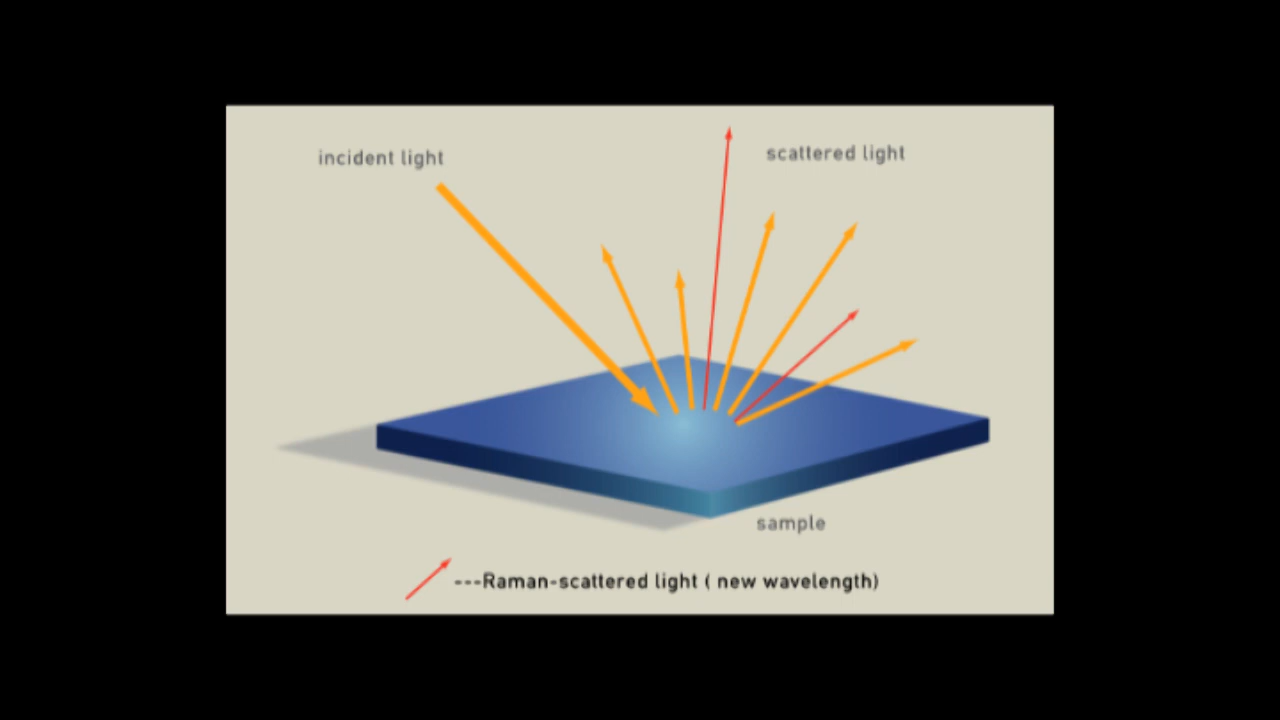 incident light
scattered light
sample
---Raman-scattered light ( new wavelength)